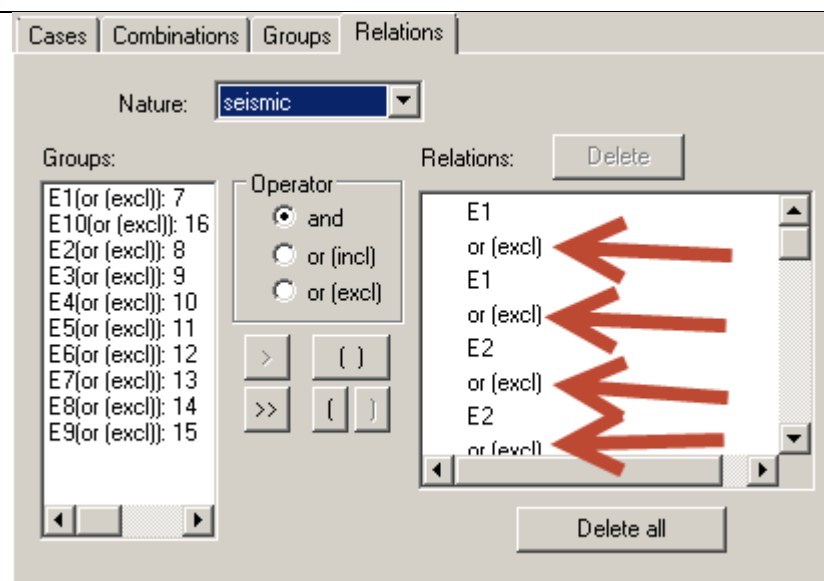 Cases Combinations Groups Relations
Nature: seismic
Groups:
E1(or (excl)): 7
E10(or (excl)): 16
E2(or (excl)): 8
E3(or (excl)): 9
E4(or (excl)): 10
E5(or (excl)): 11
E6(or (excl)): 12
E7(or (excl)): 13
E8(or (excl)): 14
E9(or (excl)): 15
Operator
and
or (incl)
or (excl)
>
( )
>>
(
)
Relations:
Delete
E1
or (excl)
E1
or (excl)
E2
or (excl)
E2
or (excl)
Delete all